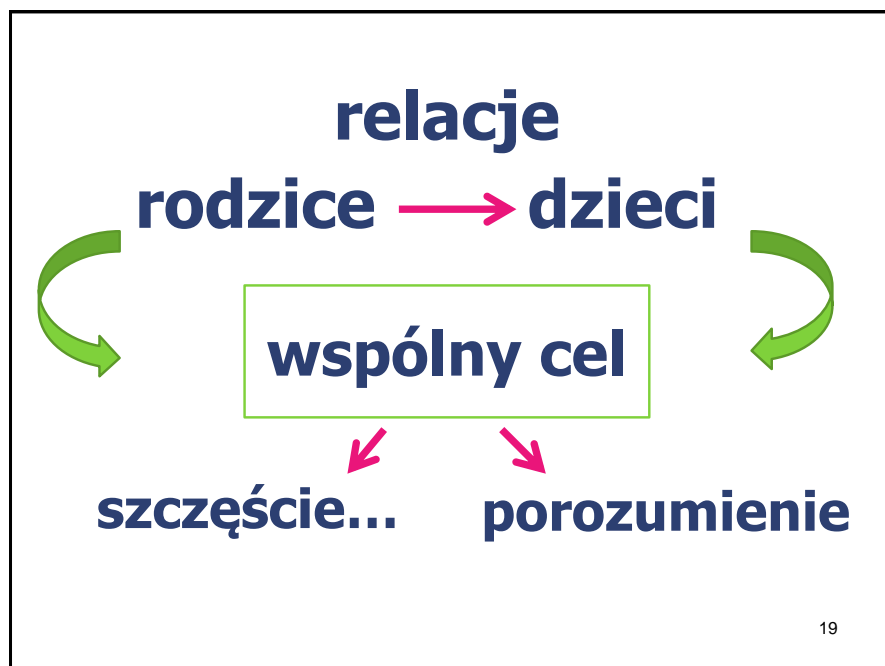 relacje
rodzice dzieci
wspólny cel
szczęście... porozumienie
19